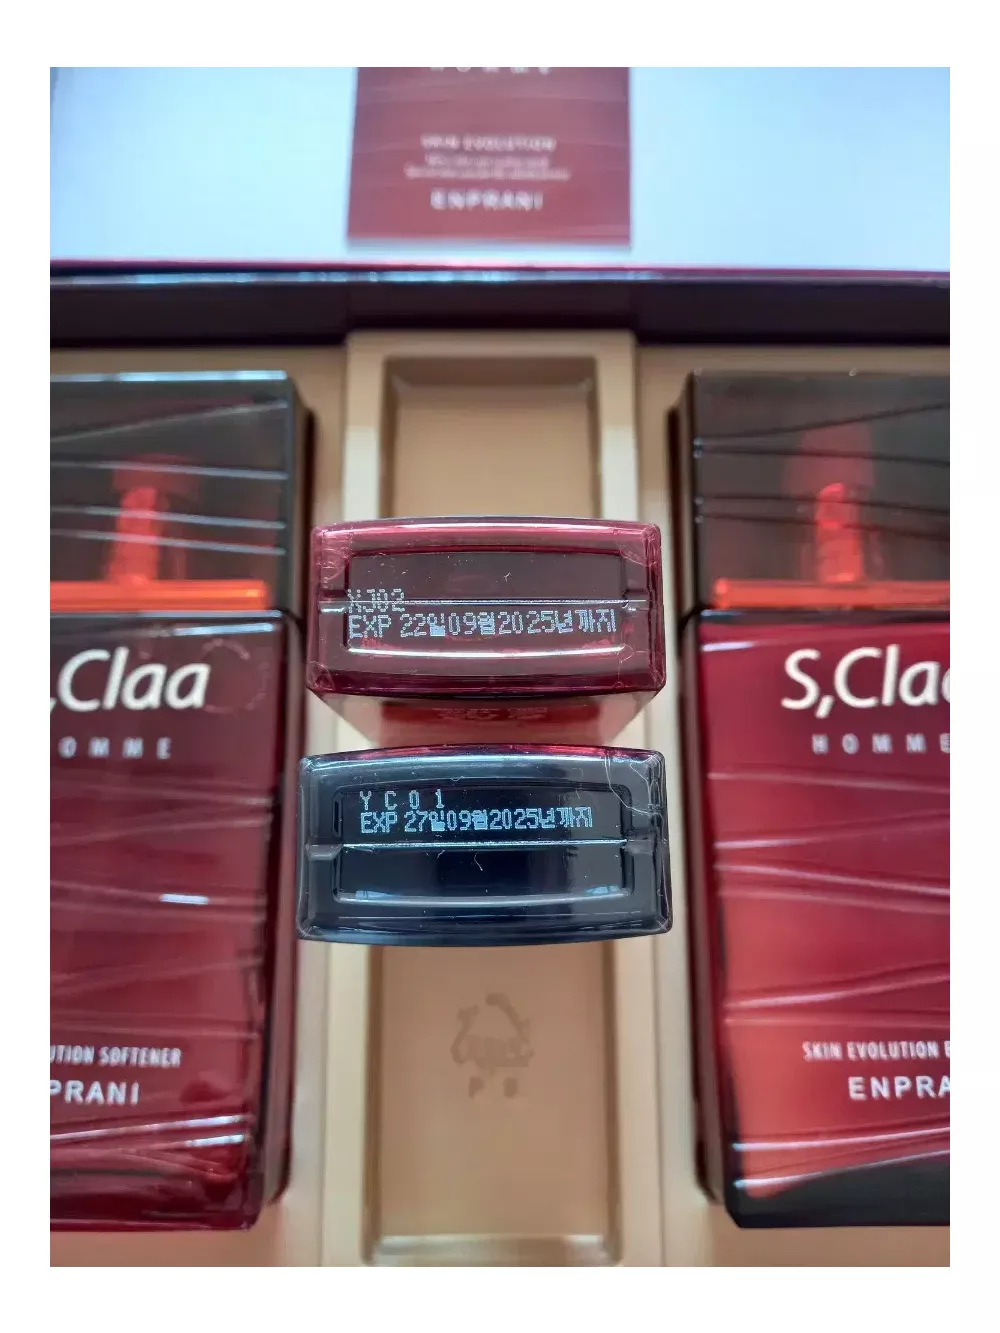 SKIN EVOLUTION
ENPRANI
XJ02
EXP 22일09월2025년까지
,Claa
OMME
S,Claa
HOMME
YC01
EXP 27일09월2025년까지
UTION SOFTENER
PRANI
SKIN EVOLUTION E
ENPRA
PS